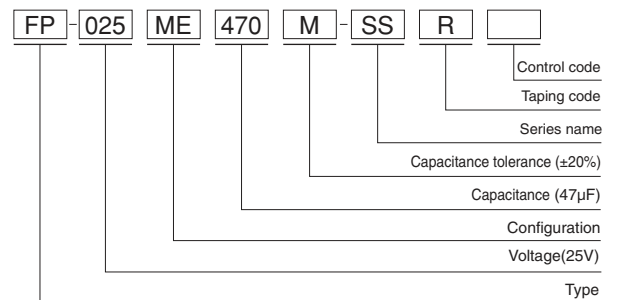 FP-025 ME 470 M-SS R
Control code
Taping code
Series name
Capacitance tolerance (±20%)
Capacitance (47µF)
Configuration
Voltage(25V)
Type